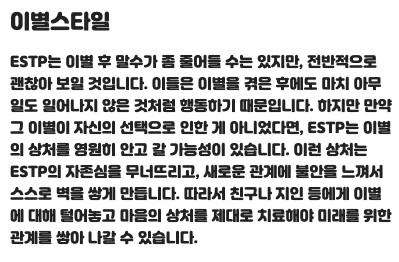 이별스타일
ESTP는 이별 후 말수가 좀 줄어들 수는 있지만, 전반적으로
괜찮아 보일 것입니다. 이들은 이별을 겪은 후에도 마치 아무
일도 일어나지 않은 것처럼 행동하기 때문입니다. 하지만 만약
그 이별이 자신의 선택으로 인한 게 아니었다면, ESTP는 이별
의 상처를 영원히 안고 갈 가능성이 있습니다. 이런 상처는
ESTP의 자존심을 무너뜨리고, 새로운 관계에 불안을 느껴서
스스로 벽을 쌓게 만듭니다. 따라서 친구나 지인 등에게 이별
에 대해 털어놓고 마음의 상처를 제대로 치료해야 미래를 위한
관계를 쌓아 나갈 수 있습니다.